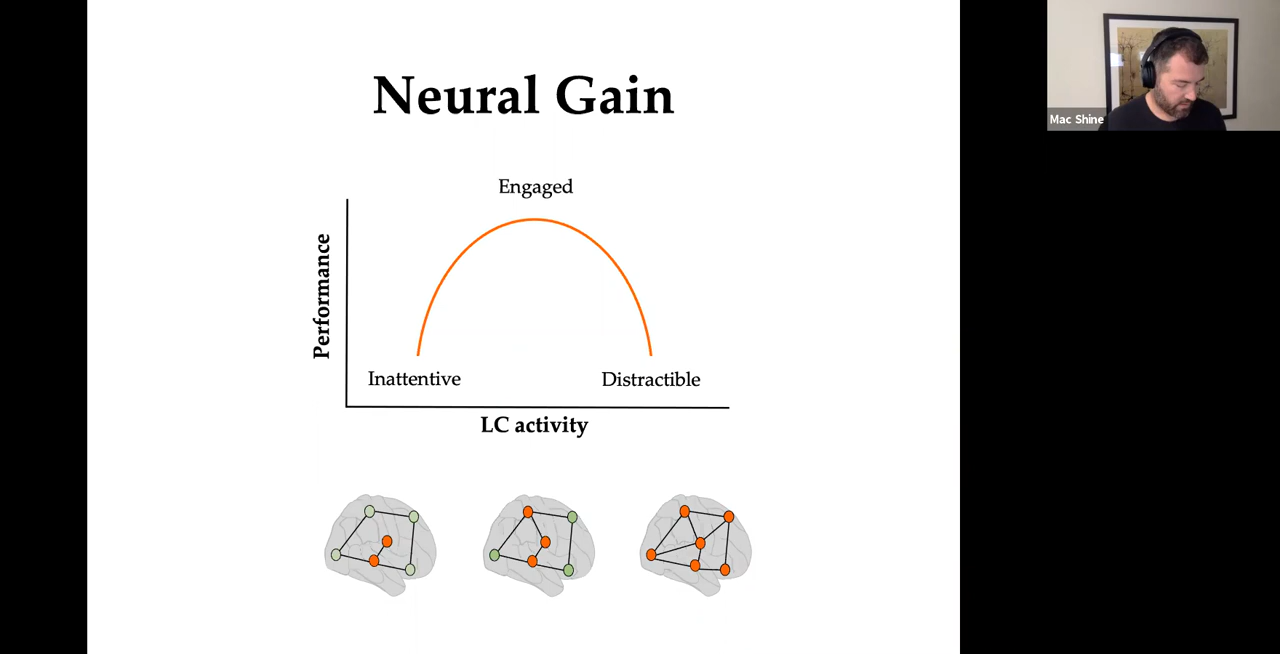 Neural Gain
Mac Shine
Engaged
Performance
Inattentive
Distractible
LC activity